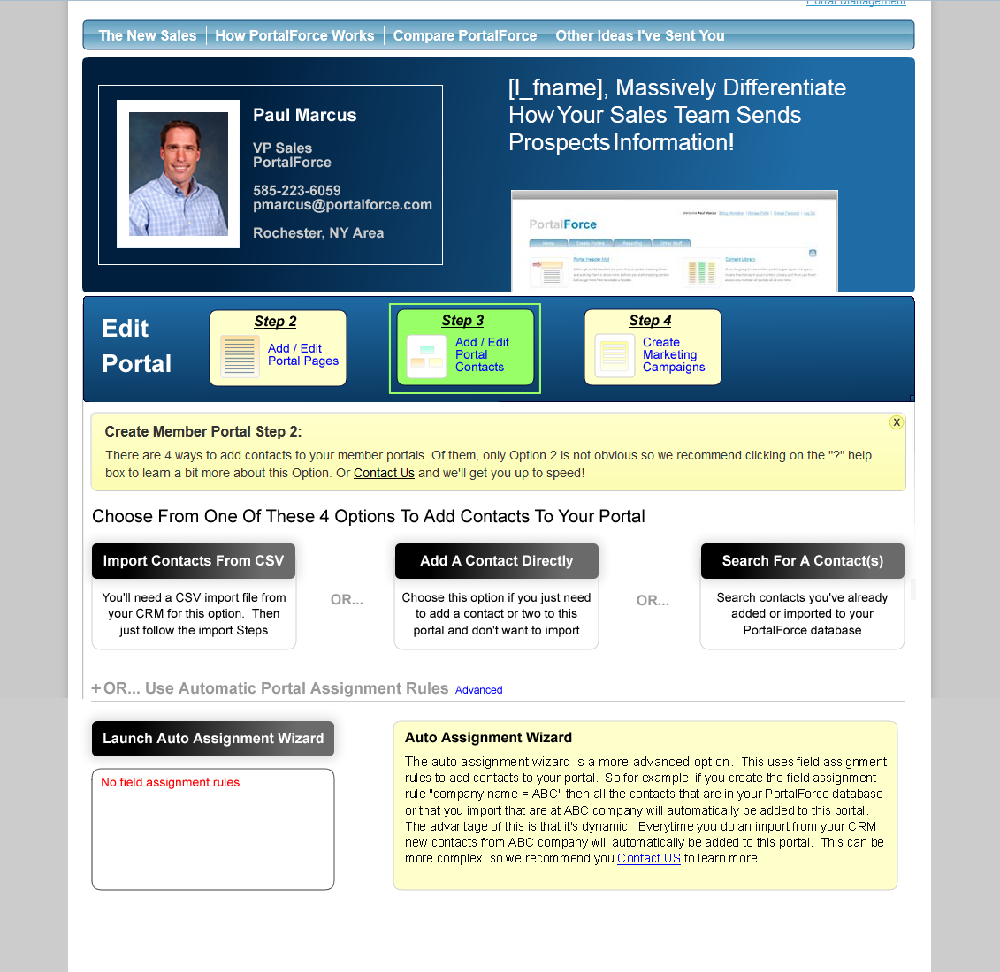 Portal Management
The New Sales
How PortalForce Works
Compare PortalForce
Other Ideas I've Sent You
Paul Marcus
VP Sales
PortalForce
585-223-6059
pmarcus@portalforce.com
Rochester, NY Area
[l_fname], Massively Differentiate
How Your Sales Team Sends
Prospects Information!
Welcome Paul Marcus
PortalForce
Home
Create Portals
Reporting
Other Stuff
Content Library
Edit
Portal
Step 2
Add / Edit
Portal Pages
Step 3
Add / Edit
Portal
Contacts
Step 4
Create
Marketing
Campaigns
X
Create Member Portal Step 2:
There are 4 ways to add contacts to your member portals. Of them, only Option 2 is not obvious so we recommend clicking on the "?" help
box to learn a bit more about this Option. Or Contact Us and we'll get you up to speed!
Choose From One Of These 4 Options To Add Contacts To Your Portal
Import Contacts From CSV
You'll need a CSV import file from
your CRM for this option. Then
just follow the import Steps
OR...
Add A Contact Directly
Choose this option if you just need
to add a contact or two to this
portal and don't want to import
OR...
Search For A Contact(s)
Search contacts you've already
added or imported to your
PortalForce database
+OR... Use Automatic Portal Assignment Rules Advanced
Launch Auto Assignment Wizard
No field assignment rules
Auto Assignment Wizard
The auto assignment wizard is a more advanced option. This uses field assignment
rules to add contacts to your portal. So for example, if you create the field assignment
rule "company name = ABC" then all the contacts that are in your PortalForce database
or that you import that are at ABC company will automatically be added to this portal.
The advantage of this is that it's dynamic. Everytime you do an import from your CRM
new contacts from ABC company will automatically be added to this portal. This can be
more complex, so we recommend you Contact US to learn more.